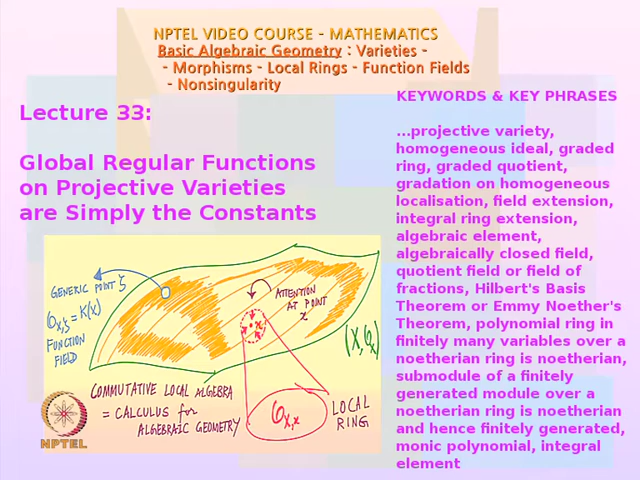 NPTEL VIDEO COURSE - MATHEMATICS
Basic Algebraic Geometry : Varieties -
- Morphisms - Local Rings - Function Fields
- Nonsingularity
Lecture 33:
Global Regular Functions
on Projective Varieties
are Simply the Constants
KEYWORDS & KEY PHRASES
...projective variety,
homogeneous ideal, graded
ring, graded quotient,
gradation on homogeneous
localisation, field extension,
integral ring extension,
algebraic element,
algebraically closed field,
quotient field or field of
fractions, Hilbert's Basis
Theorem or Emmy Noether's
Theorem, polynomial ring in
finitely many variables over a
noetherian ring is noetherian,
submodule of a finitely
generated module over a
noetherian ring is noetherian
and hence finitely generated,
monic polynomial, integral
element
GENERIC POINT ξ
𝒪X,ξ = K(X)
FUNCTION
FIELD
ATTENTION
AT POINT
x
x
(X, 𝒪X)
COMMUTATIVE LOCAL ALGEBRA
= CALCULUS for
ALGEBRAIC GEOMETRY
𝒪X,x
LOCAL
RING
NPTEL